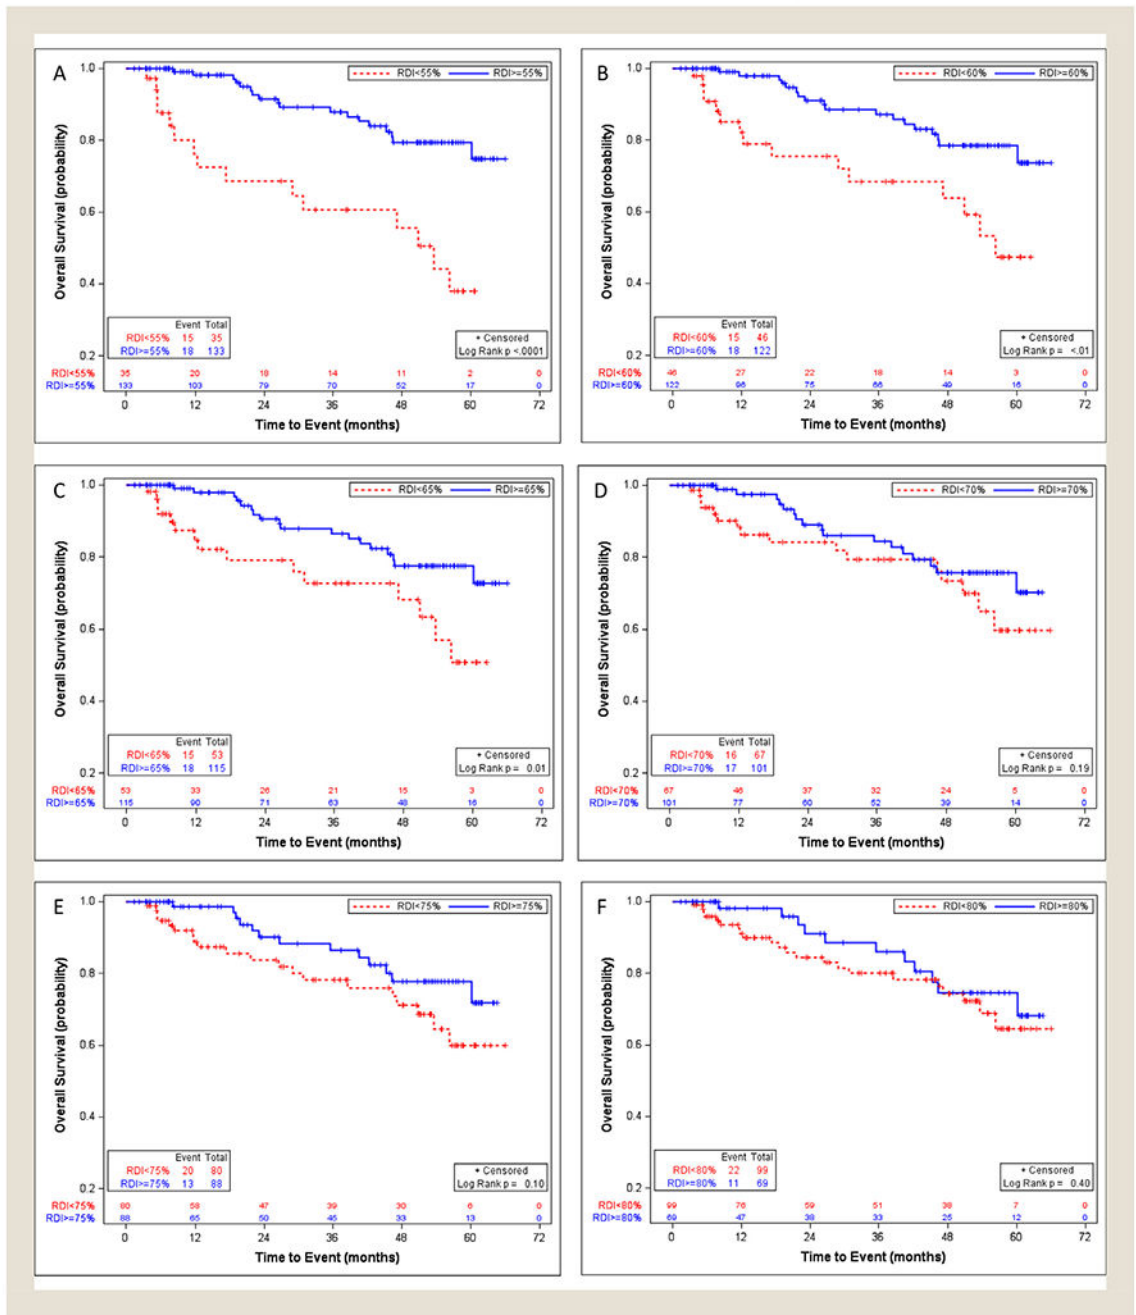 A
RDI<55% RDI>=55%
Overall Survival (probability)
1.0
0.8
0.6
0.4
0.2
Event Total
RDI<55% 15 35
RDI>=55% 18 133
+ Censored
Log Rank p <.0001
RDI<55% 35 20 18 14 11 2 0
RDI>=55% 133 103 79 70 52 17 0
0 12 24 36 48 60 72
Time to Event (months)
B
RDI<60% RDI>=60%
Overall Survival (probability)
1.0
0.8
0.6
0.4
0.2
Event Total
RDI<60% 15 46
RDI>=60% 18 122
+ Censored
Log Rank p = <.01
RDI<60% 46 27 22 18 14 3 0
RDI>=60% 122 96 75 66 49 16 0
0 12 24 36 48 60 72
Time to Event (months)
C
RDI<65% RDI>=65%
Overall Survival (probability)
1.0
0.8
0.6
0.4
0.2
Event Total
RDI<65% 15 53
RDI>=65% 18 115
+ Censored
Log Rank p = 0.01
RDI<65% 53 33 26 21 15 3 0
RDI>=65% 115 90 71 63 48 16 0
0 12 24 36 48 60 72
Time to Event (months)
D
RDI<70% RDI>=70%
Overall Survival (probability)
1.0
0.8
0.6
0.4
0.2
Event Total
RDI<70% 16 67
RDI>=70% 17 101
+ Censored
Log Rank p = 0.19
RDI<70% 67 46 37 32 24 5 0
RDI>=70% 101 77 60 52 39 14 0
0 12 24 36 48 60 72
Time to Event (months)
E
RDI<75% RDI>=75%
Overall Survival (probability)
1.0
0.8
0.6
0.4
0.2
Event Total
RDI<75% 20 80
RDI>=75% 13 88
+ Censored
Log Rank p = 0.10
RDI<75% 80 58 47 39 30 6 0
RDI>=75% 88 65 50 45 33 13 0
0 12 24 36 48 60 72
Time to Event (months)
F
RDI<80% RDI>=80%
Overall Survival (probability)
1.0
0.8
0.6
0.4
0.2
Event Total
RDI<80% 22 99
RDI>=80% 11 69
+ Censored
Log Rank p = 0.40
RDI<80% 99 76 59 51 38 7 0
RDI>=80% 69 47 38 33 25 12 0
0 12 24 36 48 60 72
Time to Event (months)